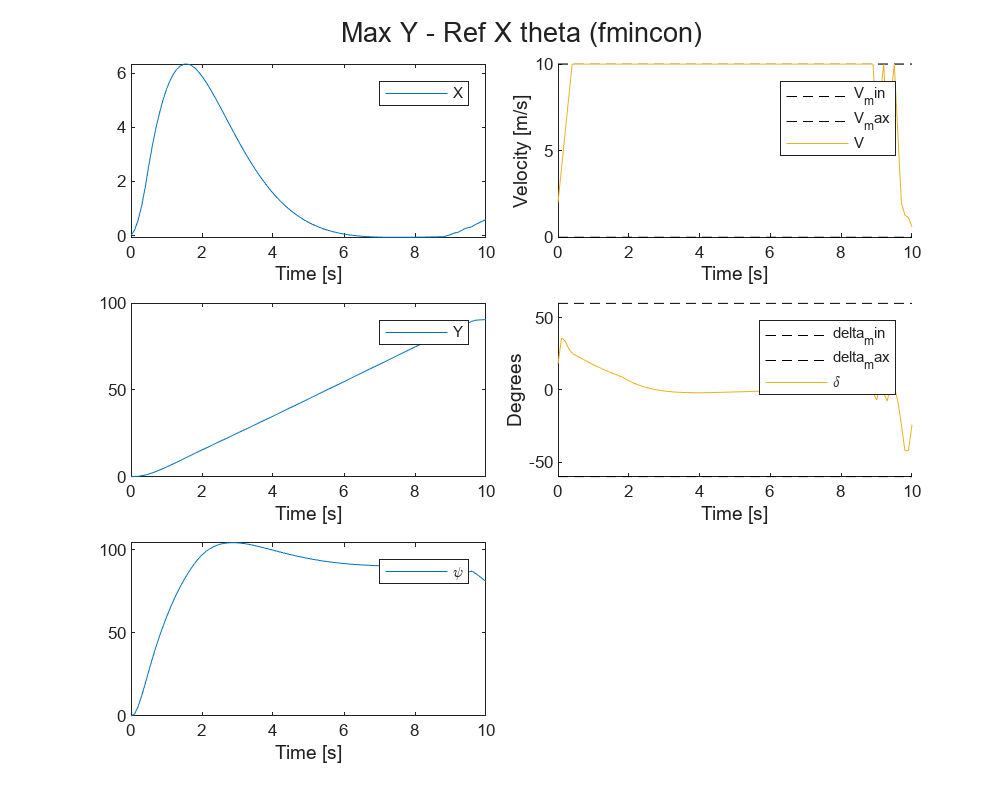 Max Y - Ref X theta (fmincon)
6
4
2
0
0 2 4 6 8 10
Time [s]
X
Velocity [m/s]
10
5
0
0 2 4 6 8 10
Time [s]
V_min
V_max
V
100
50
0
0 2 4 6 8 10
Time [s]
Y
Degrees
50
0
-50
0 2 4 6 8 10
Time [s]
delta_min
delta_max
δ
100
50
0
0 2 4 6 8 10
Time [s]
ψ